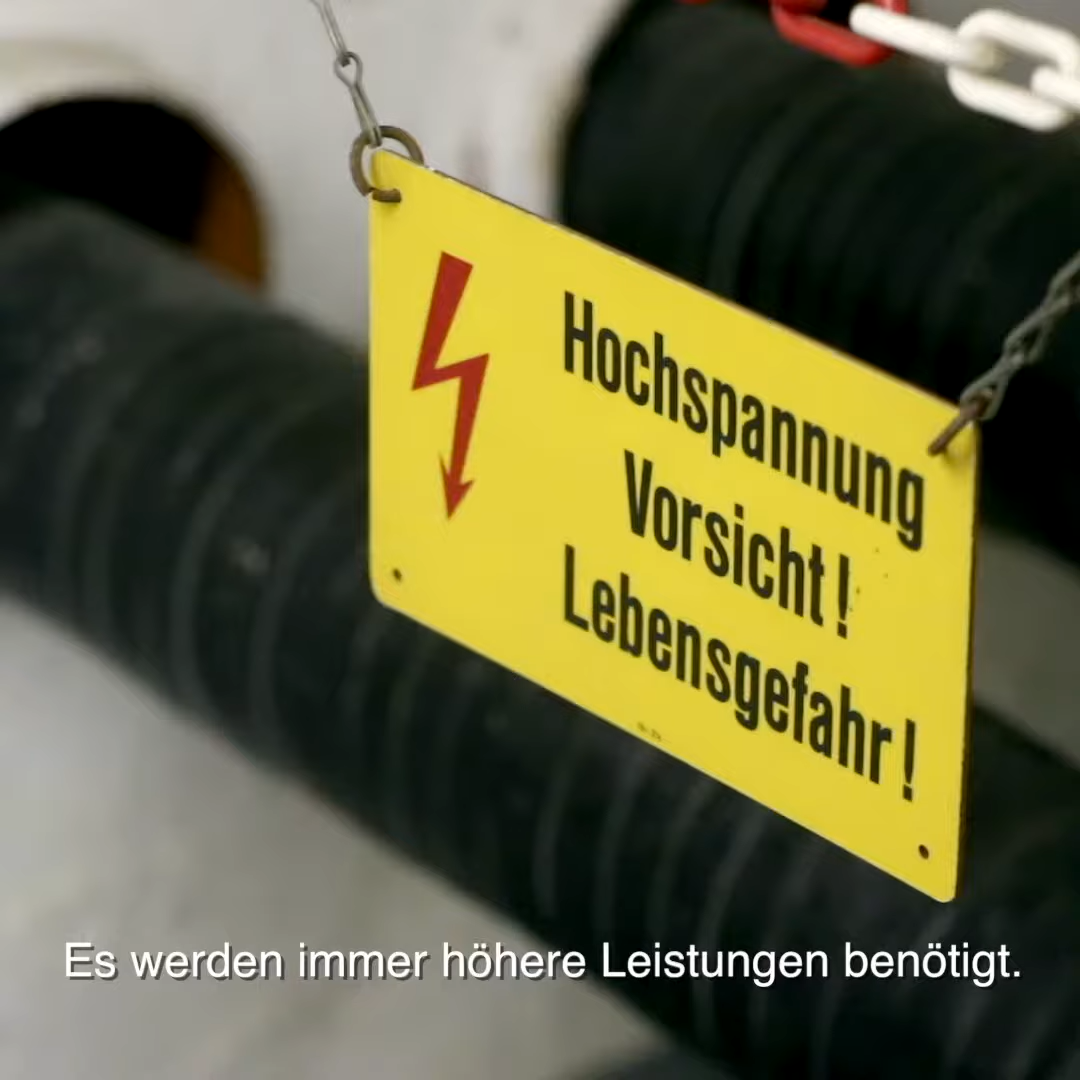 Hochspannung
Vorsicht!
Lebensgefahr!
Es werden immer höhere Leistungen benötigt.